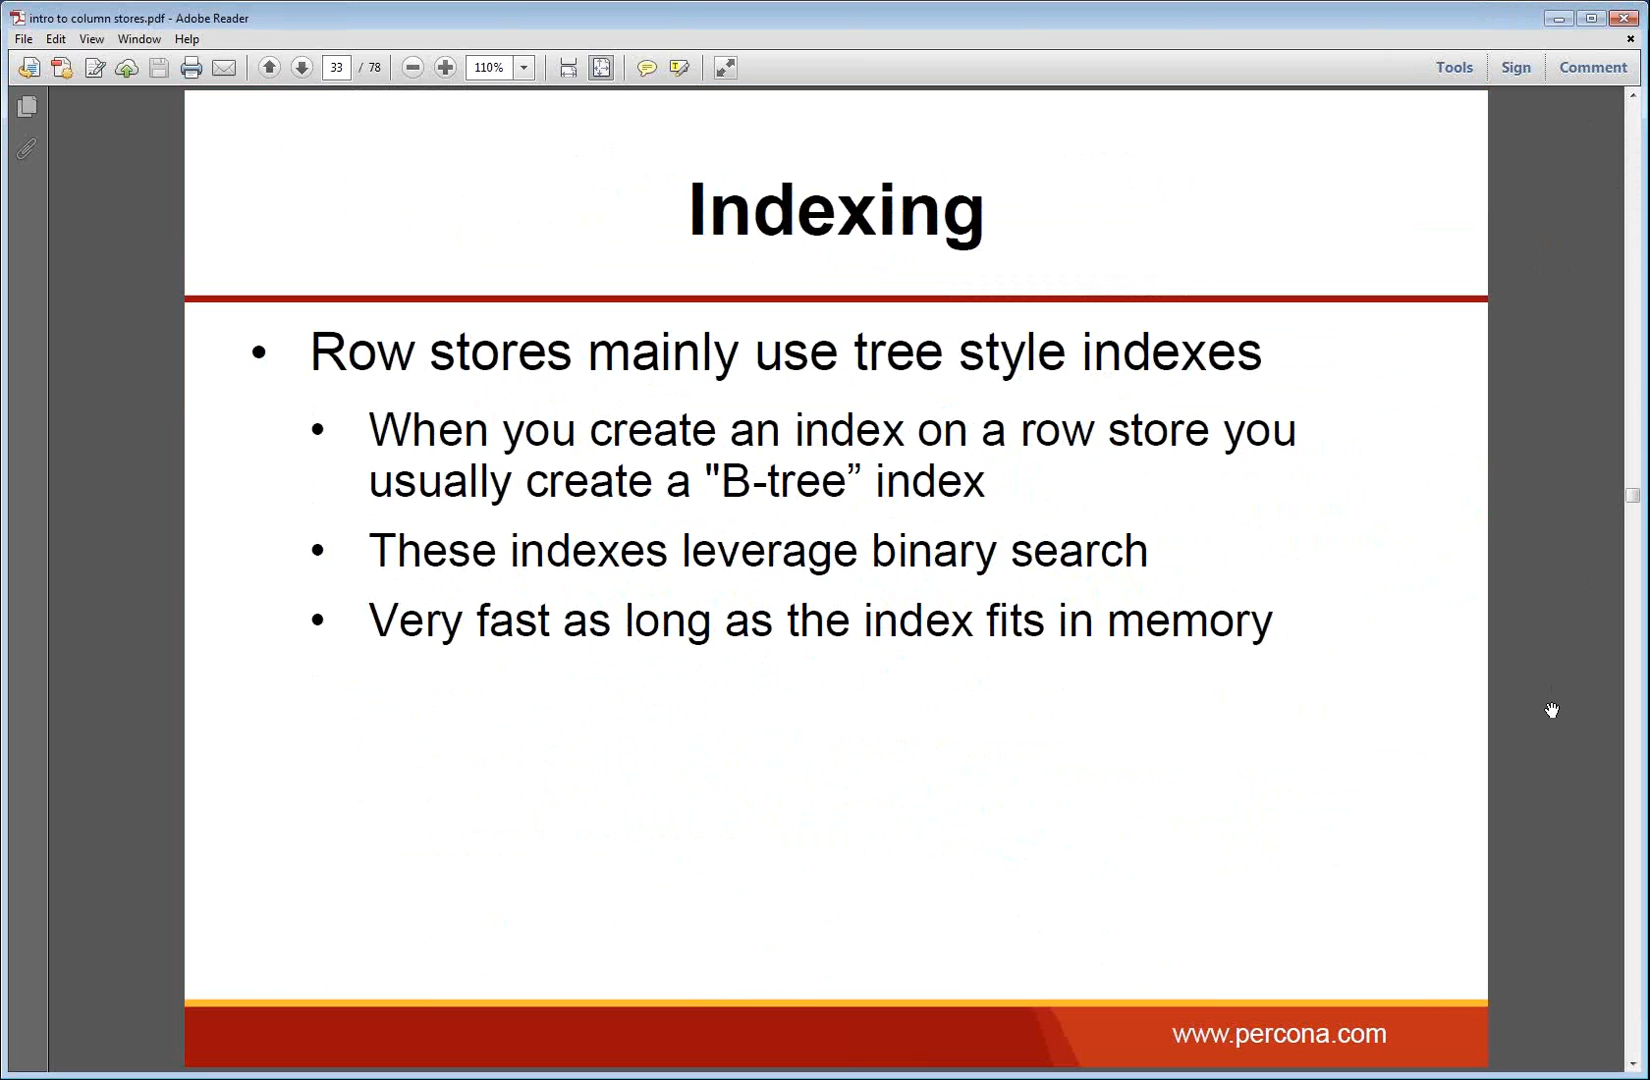 intro to column stores.pdf - Adobe Reader
File Edit View Window Help
33 / 78 110% Tools Sign Comment
Indexing
• Row stores mainly use tree style indexes
• When you create an index on a row store you
usually create a "B-tree” index
• These indexes leverage binary search
• Very fast as long as the index fits in memory
www.percona.com